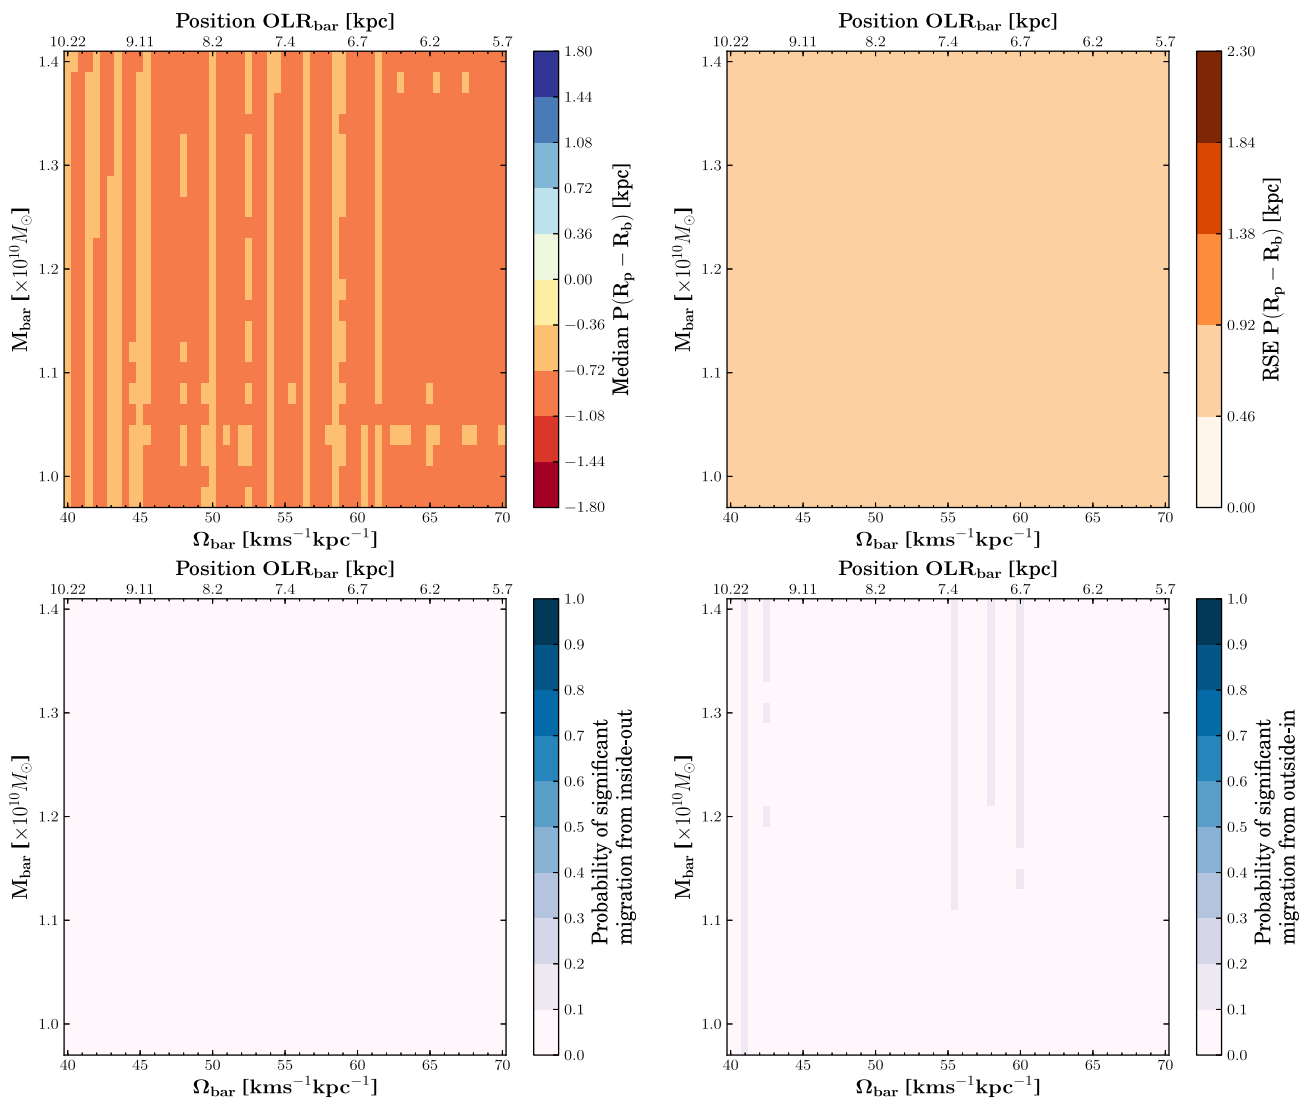 Position OLR_bar [kpc]
10.22 9.11 8.2 7.4 6.7 6.2 5.7
1.4
1.3
1.2
1.1
1.0
M_bar [×10^10 M_⊙]
40 45 50 55 60 65 70
Ω_bar [kms^−1kpc^−1]
1.80
1.44
1.08
0.72
0.36
0.00
−0.36
−0.72
−1.08
−1.44
−1.80
Median P(R_p − R_b) [kpc]
Position OLR_bar [kpc]
10.22 9.11 8.2 7.4 6.7 6.2 5.7
1.4
1.3
1.2
1.1
1.0
M_bar [×10^10 M_⊙]
40 45 50 55 60 65 70
Ω_bar [kms^−1kpc^−1]
2.30
1.84
1.38
0.92
0.46
0.00
RSE P(R_p − R_b) [kpc]
Position OLR_bar [kpc]
10.22 9.11 8.2 7.4 6.7 6.2 5.7
1.4
1.3
1.2
1.1
1.0
M_bar [×10^10 M_⊙]
40 45 50 55 60 65 70
Ω_bar [kms^−1kpc^−1]
1.0
0.9
0.8
0.7
0.6
0.5
0.4
0.3
0.2
0.1
0.0
Probability of significant
migration from inside-out
Position OLR_bar [kpc]
10.22 9.11 8.2 7.4 6.7 6.2 5.7
1.4
1.3
1.2
1.1
1.0
M_bar [×10^10 M_⊙]
40 45 50 55 60 65 70
Ω_bar [kms^−1kpc^−1]
1.0
0.9
0.8
0.7
0.6
0.5
0.4
0.3
0.2
0.1
0.0
Probability of significant
migration from outside-in